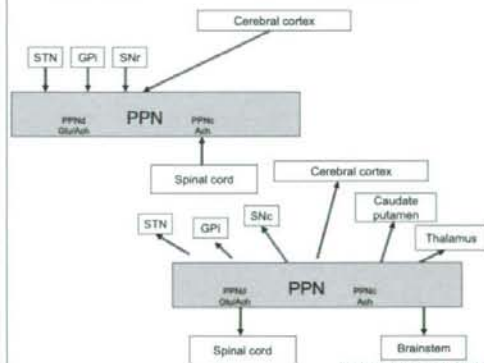 Cerebral cortex
STN GPi SNr
PPN
PPNd PPNc
Glu/Ach Ach
Spinal cord
Cerebral cortex
Caudate
putamen
STN GPi SNc
Thalamus
PPN
PPNd PPNc
Glu/Ach Ach
Spinal cord Brainstem